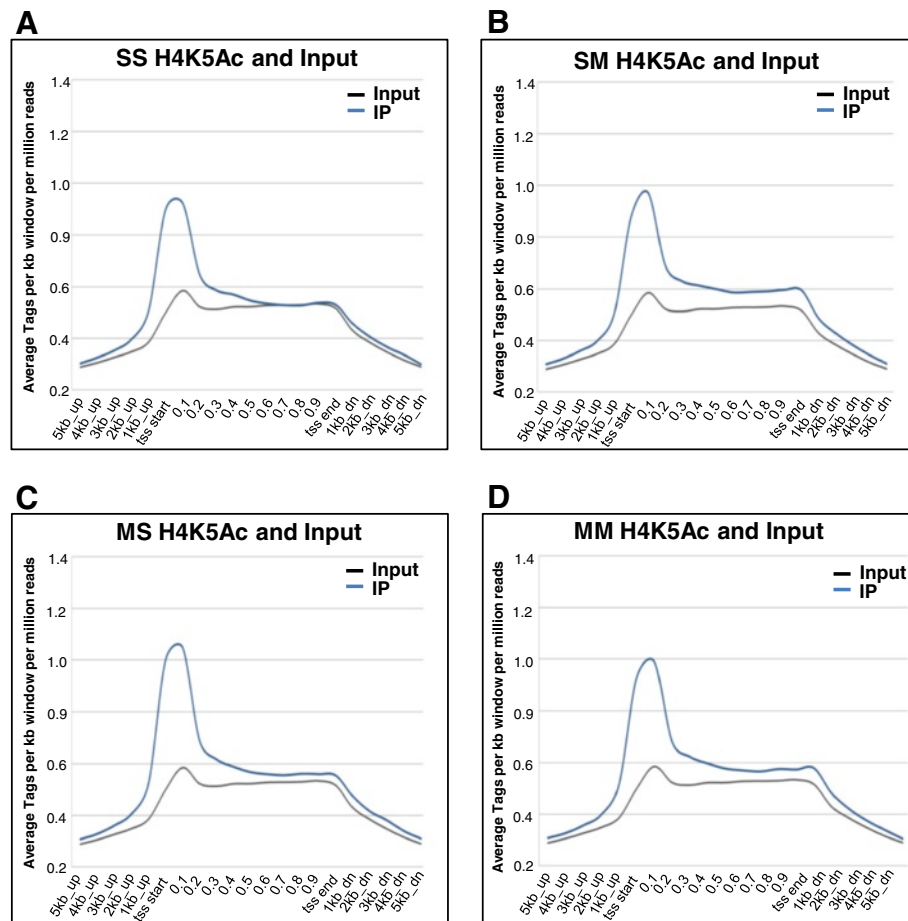 A
SS H4K5Ac and Input
Average Tags per kb window per million reads
1.4
1.2
1.0
0.9
0.6
0.4
0.2
Input
IP
5kb_up
4kb_up
3kb_up
2kb_up
1kb_up
tss start
0.1
0.2
0.3
0.4
0.5
0.6
0.7
0.8
0.9
tss end
1kb_dn
2kb_dn
3kb_dn
4kb_dn
5kb_dn
B
SM H4K5Ac and Input
Average Tags per kb window per million reads
1.4
1.2
1.0
0.9
0.6
0.4
0.2
Input
IP
5kb_up
4kb_up
3kb_up
2kb_up
1kb_up
tss start
0.1
0.2
0.3
0.4
0.5
0.6
0.7
0.8
0.9
tss end
1kb_dn
2kb_dn
3kb_dn
4kb_dn
5kb_dn
C
MS H4K5Ac and Input
Average Tags per kb window per million reads
1.4
1.2
1.0
0.9
0.6
0.4
0.2
Input
IP
5kb_up
4kb_up
3kb_up
2kb_up
1kb_up
tss start
0.1
0.2
0.3
0.4
0.5
0.6
0.7
0.8
0.9
tss end
1kb_dn
2kb_dn
3kb_dn
4kb_dn
5kb_dn
D
MM H4K5Ac and Input
Average Tags per kb window per million reads
1.4
1.2
1.0
0.9
0.6
0.4
0.2
Input
IP
5kb_up
4kb_up
3kb_up
2kb_up
1kb_up
tss start
0.1
0.2
0.3
0.4
0.5
0.6
0.7
0.8
0.9
tss end
1kb_dn
2kb_dn
3kb_dn
4kb_dn
5kb_dn